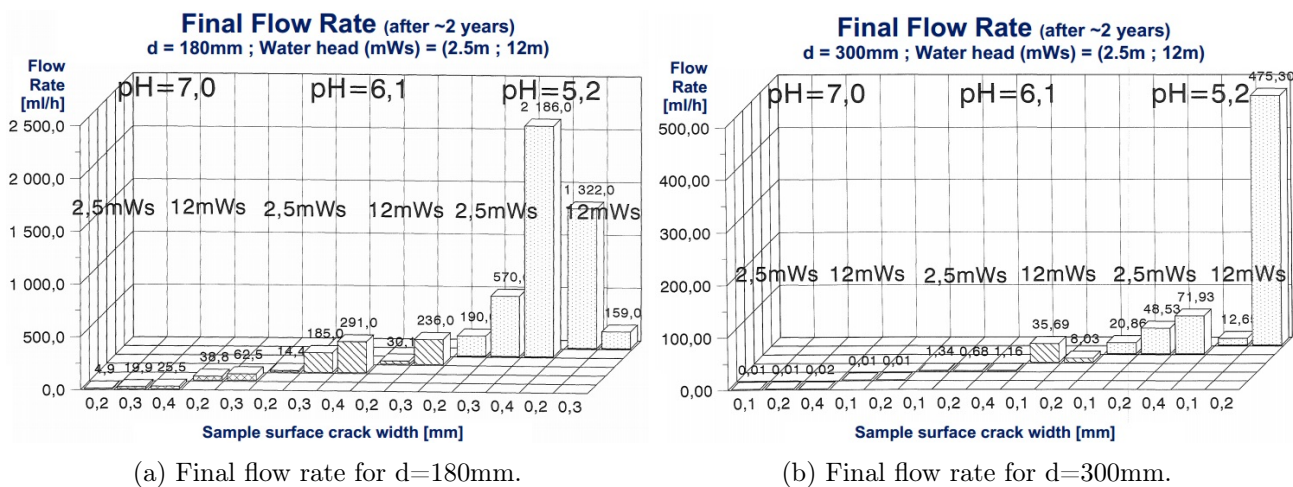 Final Flow Rate (after ~2 years)
d = 180mm ; Water head (mWs) = (2.5m ; 12m)
Flow
Rate
[ml/h]
pH=7,0 pH=6,1 pH=5,2
2 500,0
2 000,0
1 500,0
1 000,0
500,0
0,0
2,5mWs 12mWs 2,5mWs 12mWs 2,5mWs 12mWs
4,9 19,9 25,5 38,8 62,5 14,4 185,0 291,0 30,1 236,0 190, 570, 2 186,0 1 322,0 159,0
0,2 0,3 0,4 0,2 0,3 0,2 0,3 0,4 0,2 0,3 0,2 0,3 0,4 0,2 0,3
Sample surface crack width [mm]
(a) Final flow rate for d=180mm.
Final Flow Rate (after ~2 years)
d = 300mm ; Water head (mWs) = (2.5m ; 12m)
Flow
Rate
[ml/h]
pH=7,0 pH=6,1 pH=5,2
500,00
400,00
300,00
200,00
100,00
0,00
2,5mWs 12mWs 2,5mWs 12mWs 2,5mWs 12mWs
0,01 0,01 0,02 0,01 0,01 1,34 0,68 1,16 35,69 8,03 20,86 48,53 71,93 12,6 475,30
0,1 0,2 0,4 0,1 0,2 0,1 0,2 0,4 0,1 0,2 0,1 0,2 0,4 0,1 0,2
Sample surface crack width [mm]
(b) Final flow rate for d=300mm.